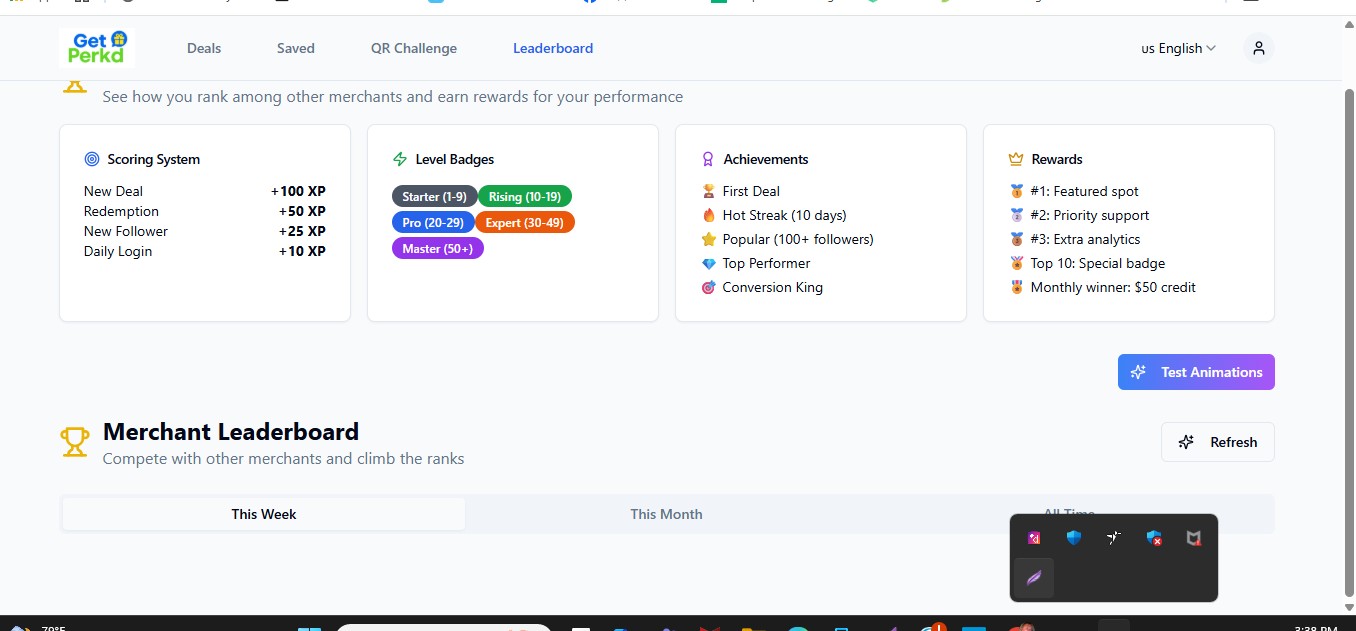 Get
Perkd
Deals
Saved
QR Challenge
Leaderboard
us English
See how you rank among other merchants and earn rewards for your performance
Scoring System
New Deal +100 XP
Redemption +50 XP
New Follower +25 XP
Daily Login +10 XP
Level Badges
Starter (1-9) Rising (10-19)
Pro (20-29) Expert (30-49)
Master (50+)
Achievements
First Deal
Hot Streak (10 days)
Popular (100+ followers)
Top Performer
Conversion King
Rewards
#1: Featured spot
#2: Priority support
#3: Extra analytics
Top 10: Special badge
Monthly winner: $50 credit
Test Animations
Merchant Leaderboard
Compete with other merchants and climb the ranks
Refresh
This Week
This Month
All Time
79°F
3:38 PM